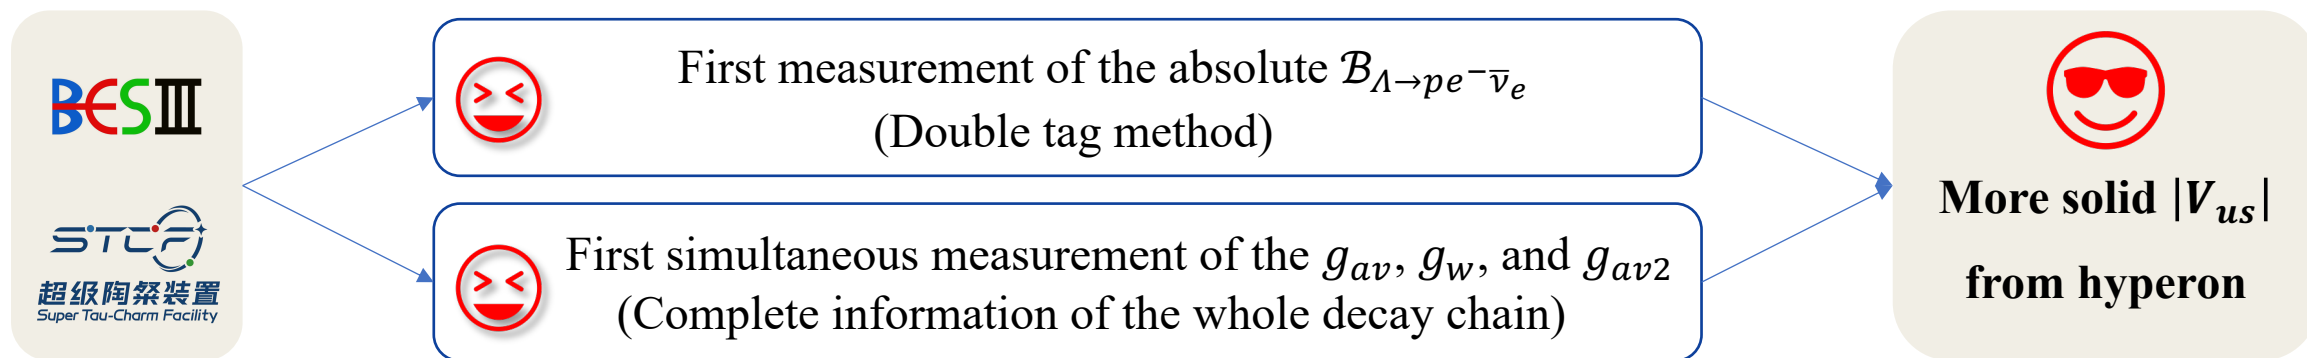 BESIII
STCF
超级陶粲装置
Super Tau-Charm Facility
First measurement of the absolute ℬ_{Λ→pe⁻ν̄_e}
(Double tag method)
First simultaneous measurement of the g_{av}, g_w, and g_{av2}
(Complete information of the whole decay chain)
More solid |V_{us}|
from hyperon